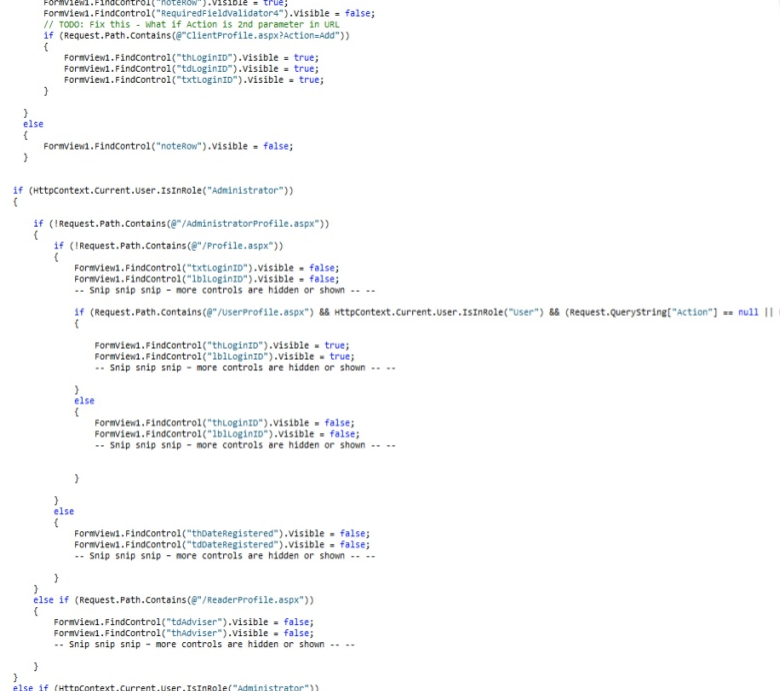 FormView1.FindControl("noteRow").Visible = true;
FormView1.FindControl("RequiredFieldValidator4").Visible = false;
// TODO: Fix this - What if Action is 2nd parameter in URL
if (Request.Path.Contains(@"ClientProfile.aspx?Action=Add"))
{
FormView1.FindControl("thLoginID").Visible = true;
FormView1.FindControl("tdLoginID").Visible = true;
FormView1.FindControl("txtLoginID").Visible = true;
}
}
else
{
FormView1.FindControl("noteRow").Visible = false;
}
if (HttpContext.Current.User.IsInRole("Administrator"))
{
if (!Request.Path.Contains(@"/AdministratorProfile.aspx"))
{
if (!Request.Path.Contains(@"/Profile.aspx"))
{
FormView1.FindControl("txtLoginID").Visible = false;
FormView1.FindControl("lblLoginID").Visible = false;
-- Snip snip snip - more controls are hidden or shown -- --
if (Request.Path.Contains(@"/UserProfile.aspx") && HttpContext.Current.User.IsInRole("User") && (Request.QueryString["Action"] == null ||
{
FormView1.FindControl("thLoginID").Visible = true;
FormView1.FindControl("lblLoginID").Visible = true;
-- Snip snip snip - more controls are hidden or shown -- --
}
else
{
FormView1.FindControl("thLoginID").Visible = false;
FormView1.FindControl("lblLoginID").Visible = false;
-- Snip snip snip - more controls are hidden or shown -- --
}
}
else
{
FormView1.FindControl("thDateRegistered").Visible = false;
FormView1.FindControl("tdDateRegistered").Visible = false;
-- Snip snip snip - more controls are hidden or shown -- --
}
}
else if (Request.Path.Contains(@"/ReaderProfile.aspx"))
{
FormView1.FindControl("tdAdviser").Visible = false;
FormView1.FindControl("thAdviser").Visible = false;
-- Snip snip snip - more controls are hidden or shown -- --
}
}
else if (HttpContext.Current.User.IsInRole("Administrator"))